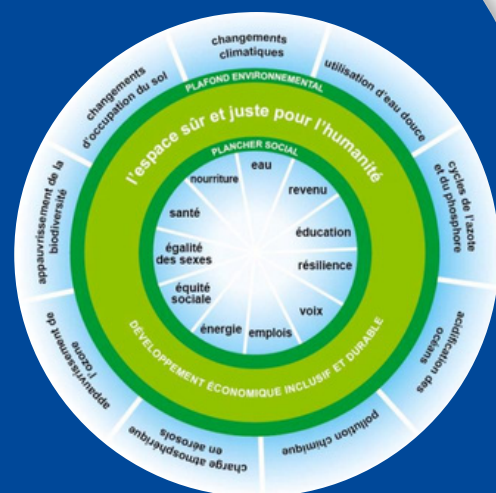 changements
climatiques
utilisation d'eau douce
cycles de l'azote
et du phosphore
acidification des
océans
pollution chimique
charge atmosphérique
en aérosols
appauvrissement de
l'ozone
appauvrissement de la
biodiversité
changements
d'occupation du sol
PLAFOND ENVIRONNEMENTAL
l'espace sûr et juste pour l'humanité
PLANCHER SOCIAL
eau
revenu
éducation
résilience
voix
emplois
énergie
équité
sociale
égalité
des sexes
santé
nourriture
DÉVELOPPEMENT ÉCONOMIQUE INCLUSIF ET DURABLE